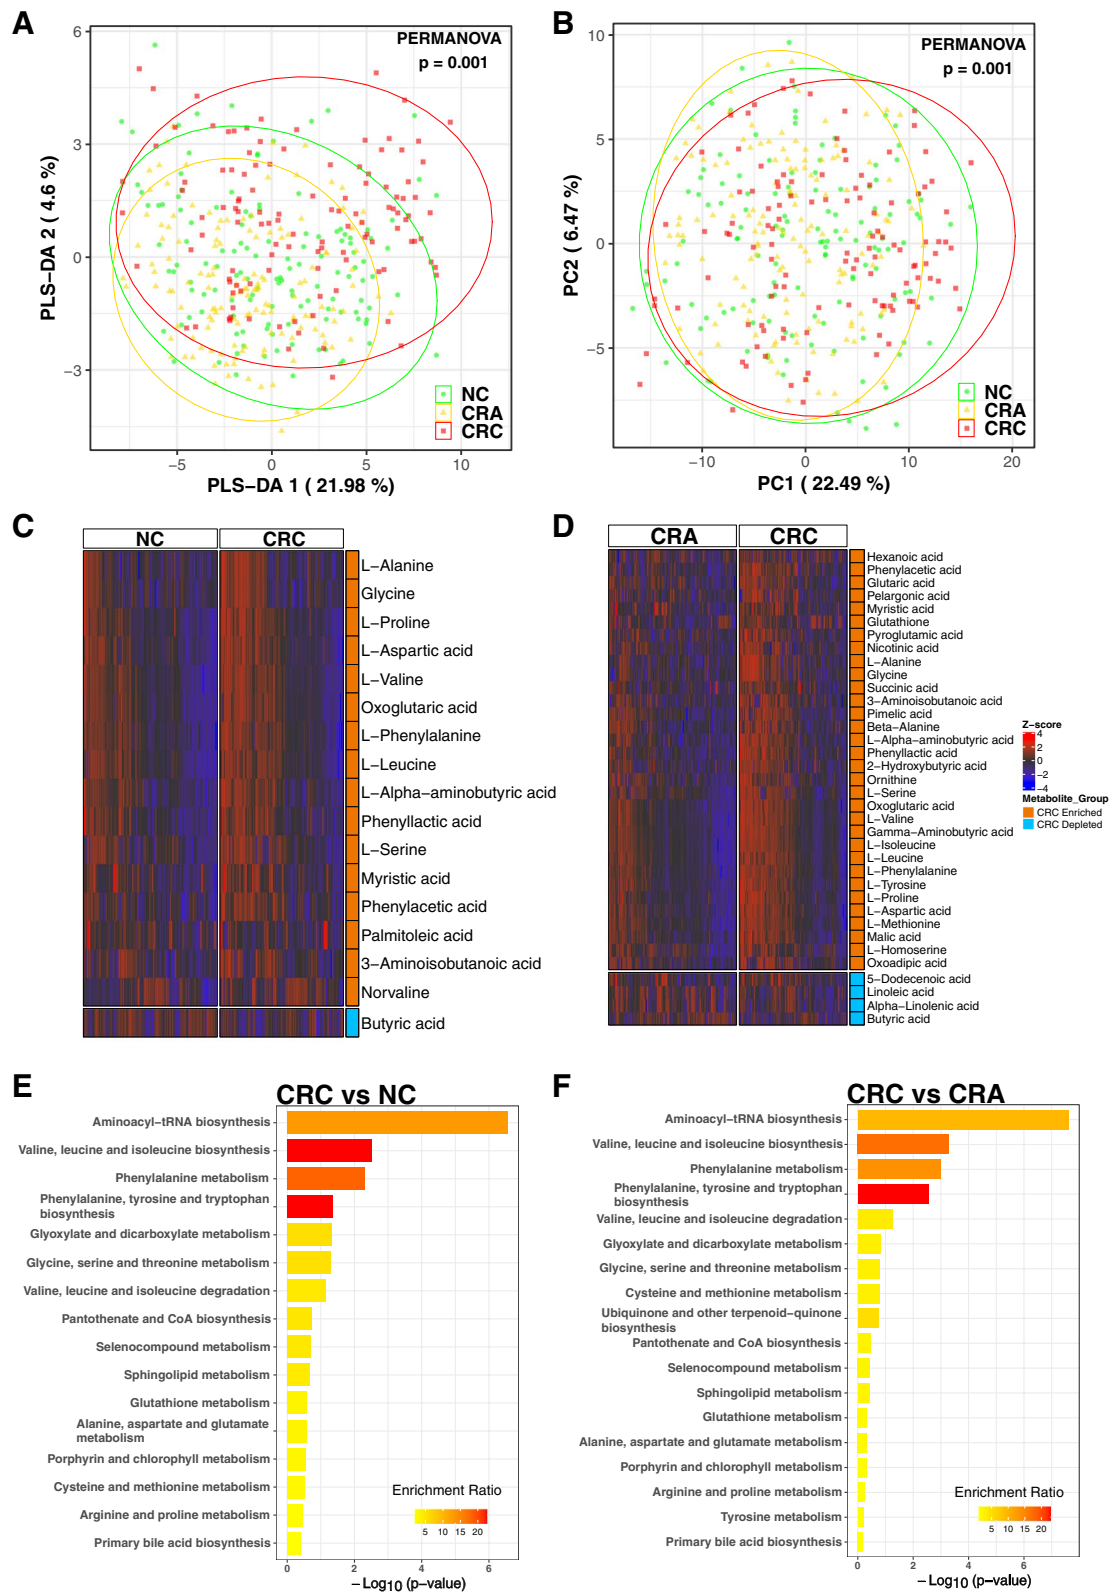 A
PERMANOVA
p = 0.001
6
3
0
−3
−5
0
5
10
PLS−DA 2 ( 4.6 %)
PLS−DA 1 ( 21.98 %)
NC
CRA
CRC
B
PERMANOVA
p = 0.001
10
5
0
−5
−10
0
10
20
PC2 ( 6.47 %)
PC1 ( 22.49 %)
NC
CRA
CRC
C
NC
CRC
L−Alanine
Glycine
L−Proline
L−Aspartic acid
L−Valine
Oxoglutaric acid
L−Phenylalanine
L−Leucine
L−Alpha−aminobutyric acid
Phenyllactic acid
L−Serine
Myristic acid
Phenylacetic acid
Palmitoleic acid
3−Aminoisobutanoic acid
Norvaline
Butyric acid
D
CRA
CRC
Hexanoic acid
Phenylacetic acid
Glutaric acid
Pelargonic acid
Myristic acid
Glutathione
Pyroglutamic acid
Nicotinic acid
L−Alanine
Glycine
Succinic acid
3−Aminoisobutanoic acid
Pimelic acid
Beta−Alanine
L−Alpha−aminobutyric acid
Phenyllactic acid
2−Hydroxybutyric acid
Ornithine
L−Serine
Oxoglutaric acid
L−Valine
Gamma−Aminobutyric acid
L−Isoleucine
L−Leucine
L−Phenylalanine
L−Tyrosine
L−Proline
L−Aspartic acid
L−Methionine
Malic acid
L−Homoserine
Oxoadipic acid
5−Dodecenoic acid
Linoleic acid
Alpha−Linolenic acid
Butyric acid
Z−score
4
2
0
−2
−4
Metabolite_Group
CRC Enriched
CRC Depleted
E
CRC vs NC
Aminoacyl−tRNA biosynthesis
Valine, leucine and isoleucine biosynthesis
Phenylalanine metabolism
Phenylalanine, tyrosine and tryptophan
biosynthesis
Glyoxylate and dicarboxylate metabolism
Glycine, serine and threonine metabolism
Valine, leucine and isoleucine degradation
Pantothenate and CoA biosynthesis
Selenocompound metabolism
Sphingolipid metabolism
Glutathione metabolism
Alanine, aspartate and glutamate
metabolism
Porphyrin and chlorophyll metabolism
Cysteine and methionine metabolism
Arginine and proline metabolism
Primary bile acid biosynthesis
Enrichment Ratio
5 10 15 20
0 2 4 6
−Log10 (p−value)
F
CRC vs CRA
Aminoacyl−tRNA biosynthesis
Valine, leucine and isoleucine biosynthesis
Phenylalanine metabolism
Phenylalanine, tyrosine and tryptophan
biosynthesis
Valine, leucine and isoleucine degradation
Glyoxylate and dicarboxylate metabolism
Glycine, serine and threonine metabolism
Cysteine and methionine metabolism
Ubiquinone and other terpenoid−quinone
biosynthesis
Pantothenate and CoA biosynthesis
Selenocompound metabolism
Sphingolipid metabolism
Glutathione metabolism
Alanine, aspartate and glutamate metabolism
Porphyrin and chlorophyll metabolism
Arginine and proline metabolism
Tyrosine metabolism
Primary bile acid biosynthesis
Enrichment Ratio
5 10 15 20
0 2 4 6
−Log10 (p−value)